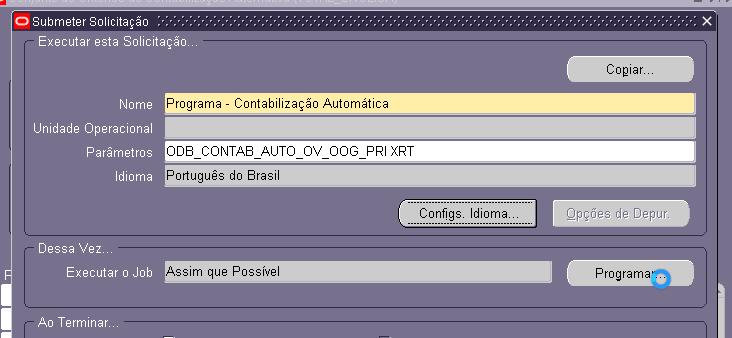 Submeter Solicitação
Executar esta Solicitação...
Copiar...
Nome Programa - Contabilização Automática
Unidade Operacional
Parâmetros ODB_CONTAB_AUTO_OV_OOG_PRI XRT
Idioma Português do Brasil
Configs. Idioma... Opções de Depur.
Dessa Vez...
Executar o Job Assim que Possível Programar...
Ao Terminar...